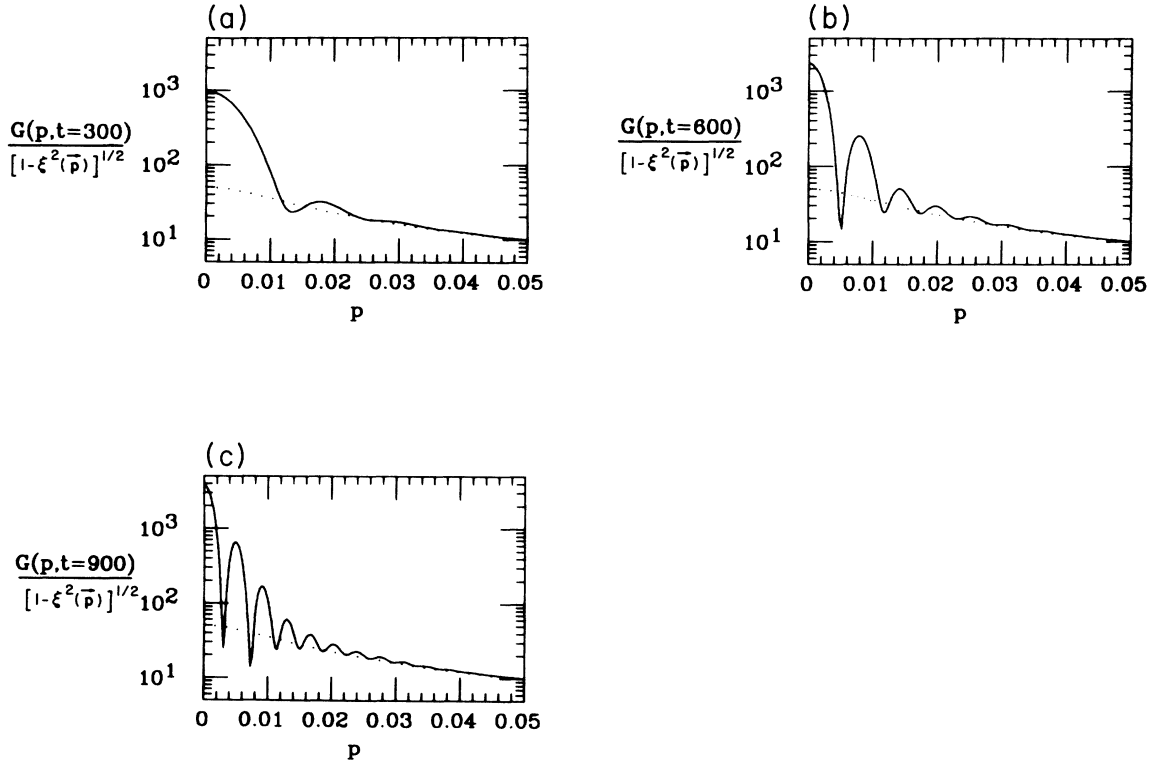 (a)
G(p,t=300)
[1-ξ²(p⃗)]^1/2
10³
10²
10¹
0 0.01 0.02 0.03 0.04 0.05
p
(b)
G(p,t=600)
[1-ξ²(p⃗)]^1/2
10³
10²
10¹
0 0.01 0.02 0.03 0.04 0.05
p
(c)
G(p,t=900)
[1-ξ²(p⃗)]^1/2
10³
10²
10¹
0 0.01 0.02 0.03 0.04 0.05
p